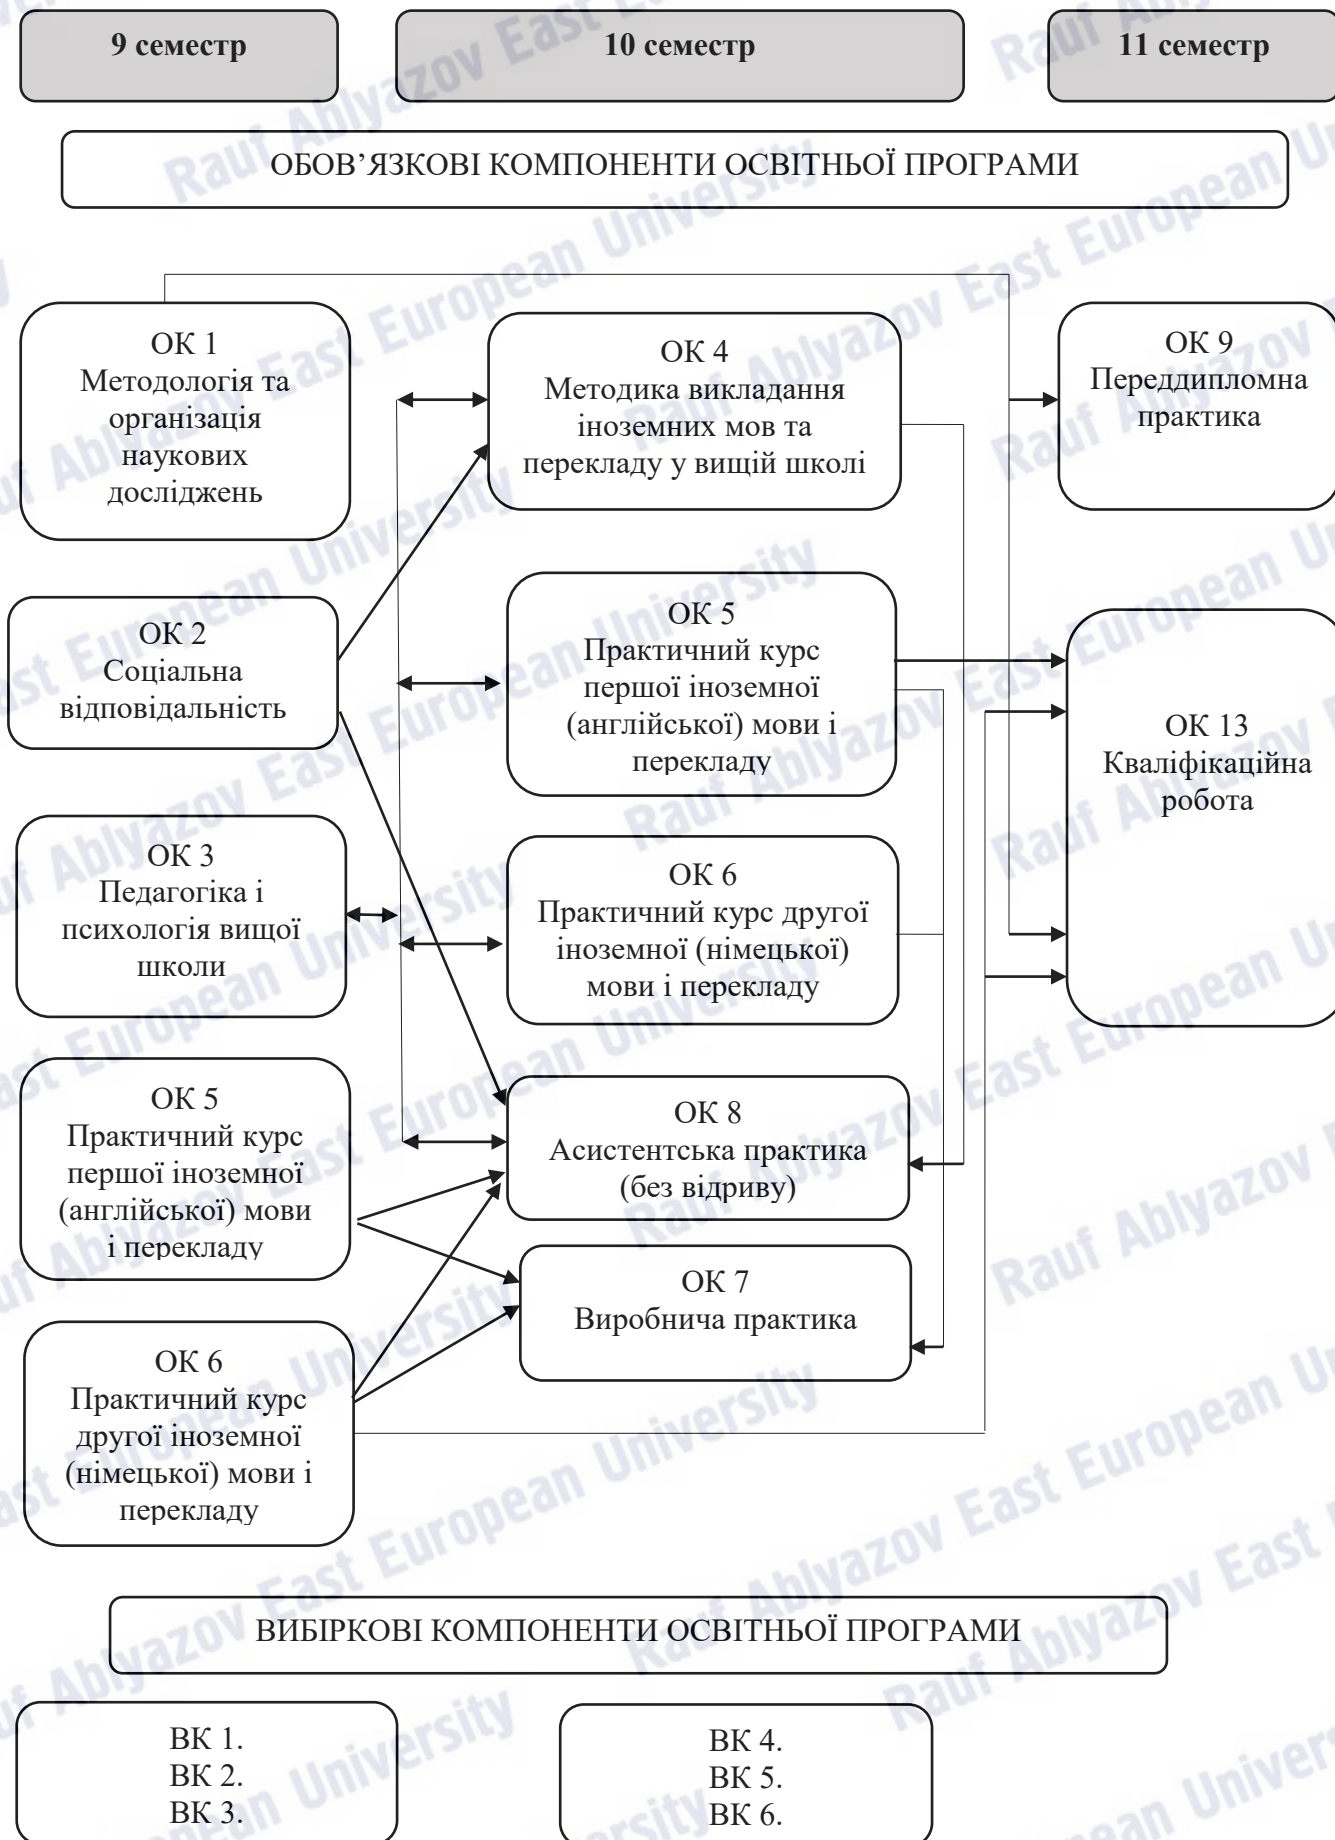 9 семестр
10 семестр
11 семестр
ОБОВ’ЯЗКОВІ КОМПОНЕНТИ ОСВІТНЬОЇ ПРОГРАМИ
ОК 1
Методологія та
організація
наукових
досліджень
ОК 2
Соціальна
відповідальність
ОК 3
Педагогіка і
психологія вищої
школи
ОК 5
Практичний курс
першої іноземної
(англійської) мови
і перекладу
ОК 6
Практичний курс
другої іноземної
(німецької) мови і
перекладу
ОК 4
Методика викладання
іноземних мов та
перекладу у вищій школі
ОК 5
Практичний курс
першої іноземної
(англійської) мови і
перекладу
ОК 6
Практичний курс другої
іноземної (німецької)
мови і перекладу
ОК 8
Асистентська практика
(без відриву)
ОК 7
Виробнича практика
ОК 9
Переддипломна
практика
ОК 13
Кваліфікаційна
робота
ВИБІРКОВІ КОМПОНЕНТИ ОСВІТНЬОЇ ПРОГРАМИ
ВК 1.
ВК 2.
ВК 3.
ВК 4.
ВК 5.
ВК 6.
Rauf Ablyazov East European University